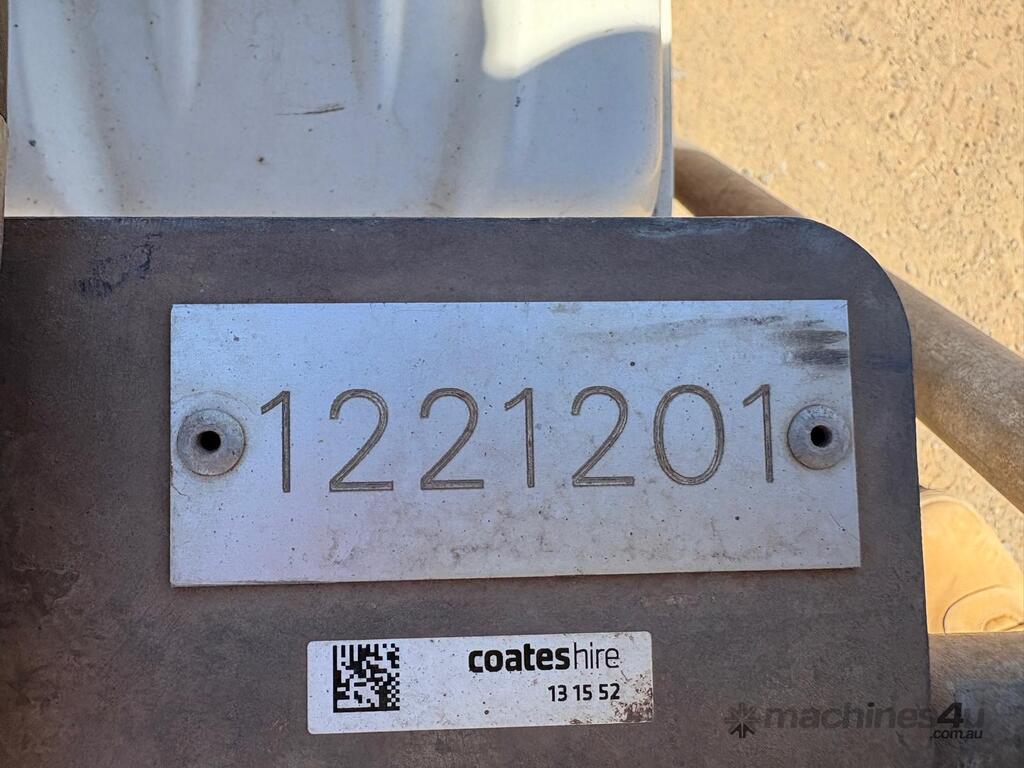 1221201
coateshire
13 15 52
machines4u
.com.au